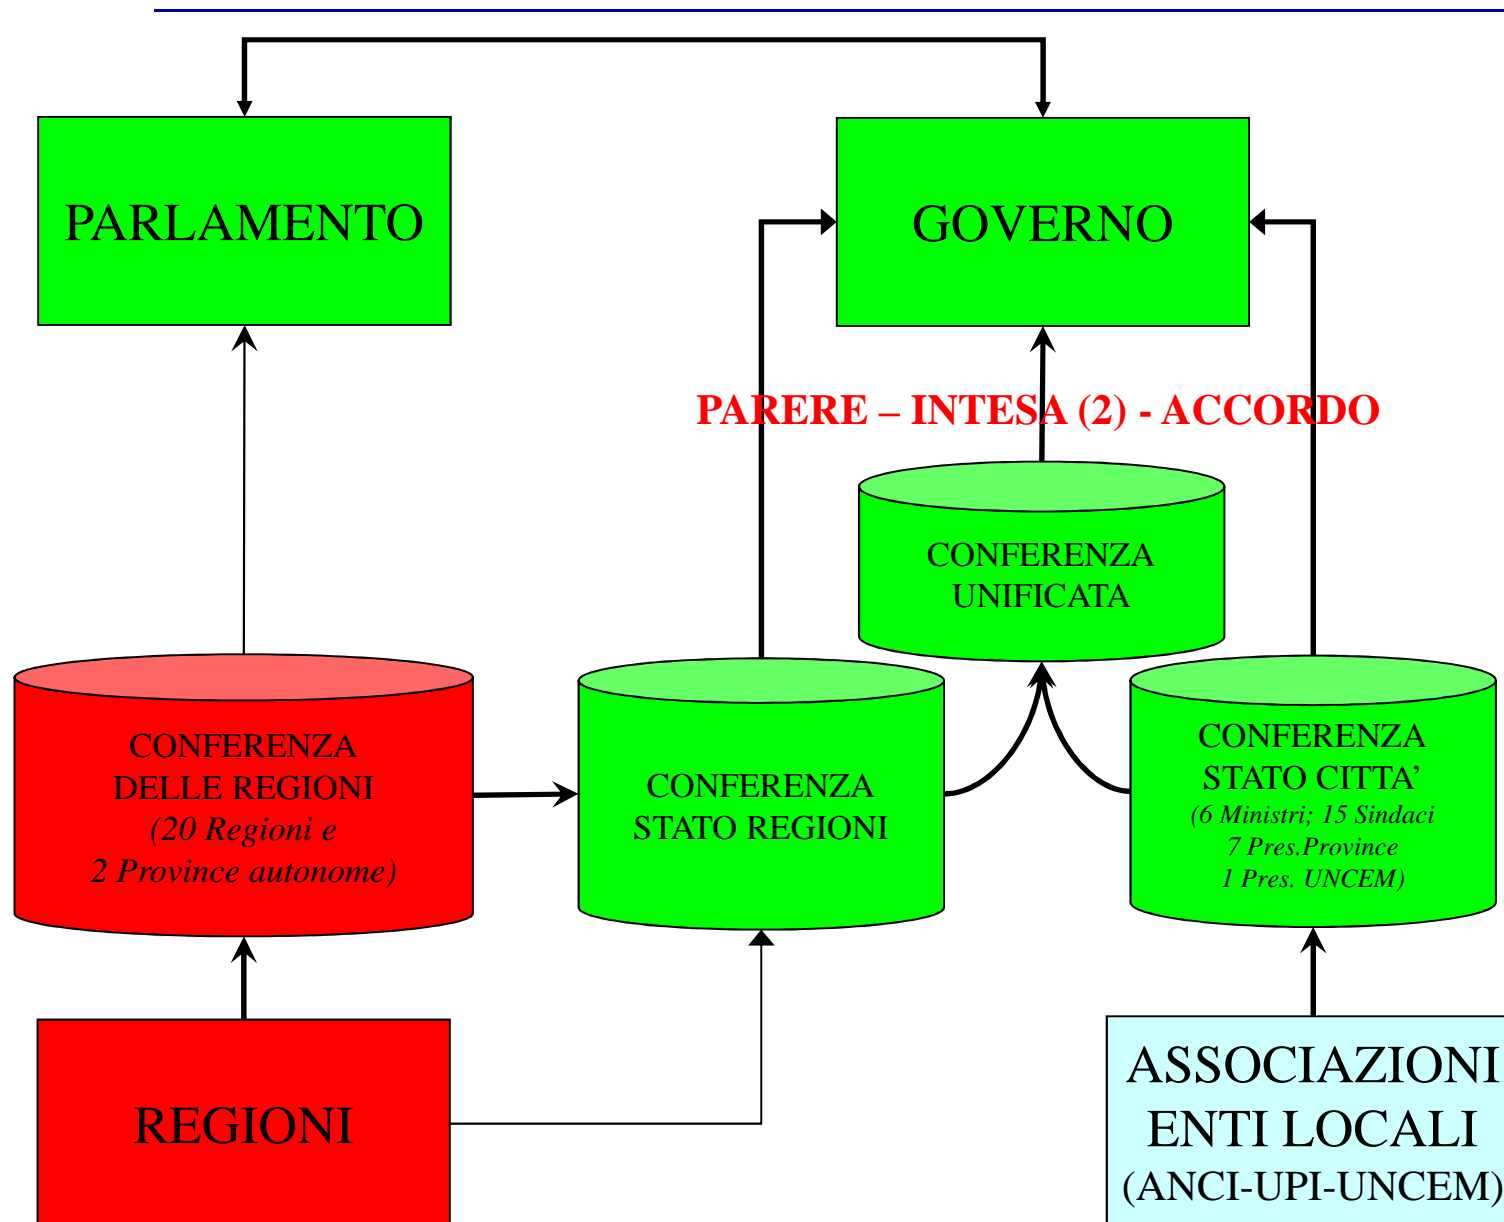 PARLAMENTO
GOVERNO
PARERE – INTESA (2) - ACCORDO
CONFERENZA
UNIFICATA
CONFERENZA
DELLE REGIONI
(20 Regioni e
2 Province autonome)
CONFERENZA
STATO REGIONI
CONFERENZA
STATO CITTA’
(6 Ministri; 15 Sindaci
7 Pres.Province
1 Pres. UNCEM)
REGIONI
ASSOCIAZIONI
ENTI LOCALI
(ANCI-UPI-UNCEM)